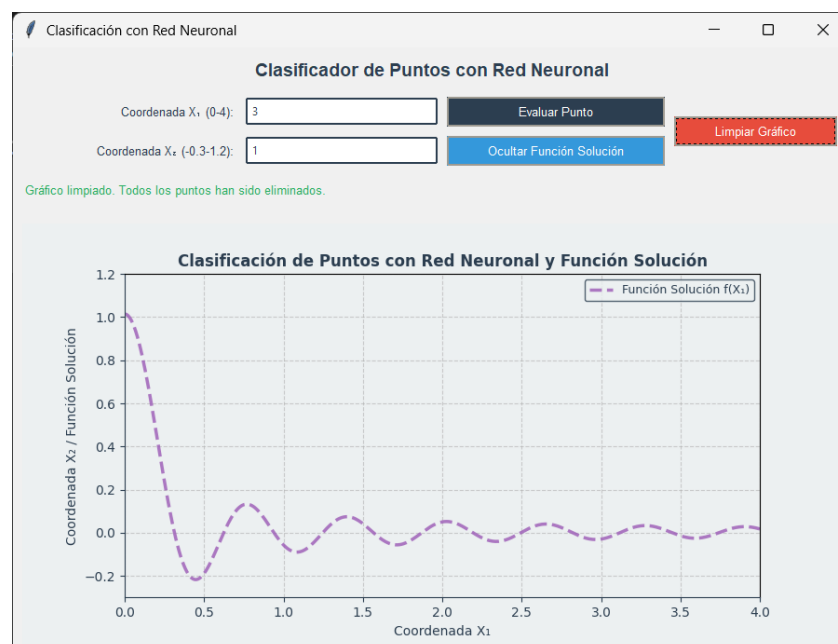 Clasificación con Red Neuronal
Clasificador de Puntos con Red Neuronal
Coordenada X₁ (0-4):
3
Evaluar Punto
Limpiar Gráfico
Coordenada X₂ (-0.3-1.2):
1
Ocultar Función Solución
Gráfico limpiado. Todos los puntos han sido eliminados.
Clasificación de Puntos con Red Neuronal y Función Solución
Función Solución f(X₁)
Coordenada X₂ / Función Solución
1.2
1.0
0.8
0.6
0.4
0.2
0.0
−0.2
0.0 0.5 1.0 1.5 2.0 2.5 3.0 3.5 4.0
Coordenada X₁